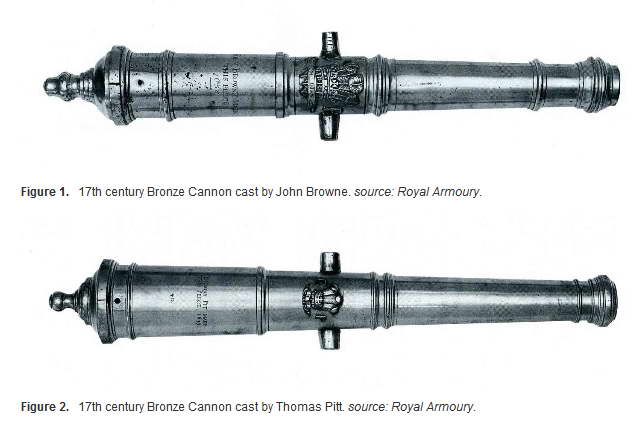 Figure 1. 17th century Bronze Cannon cast by John Browne. source: Royal Armoury.
Figure 2. 17th century Bronze Cannon cast by Thomas Pitt. source: Royal Armoury.